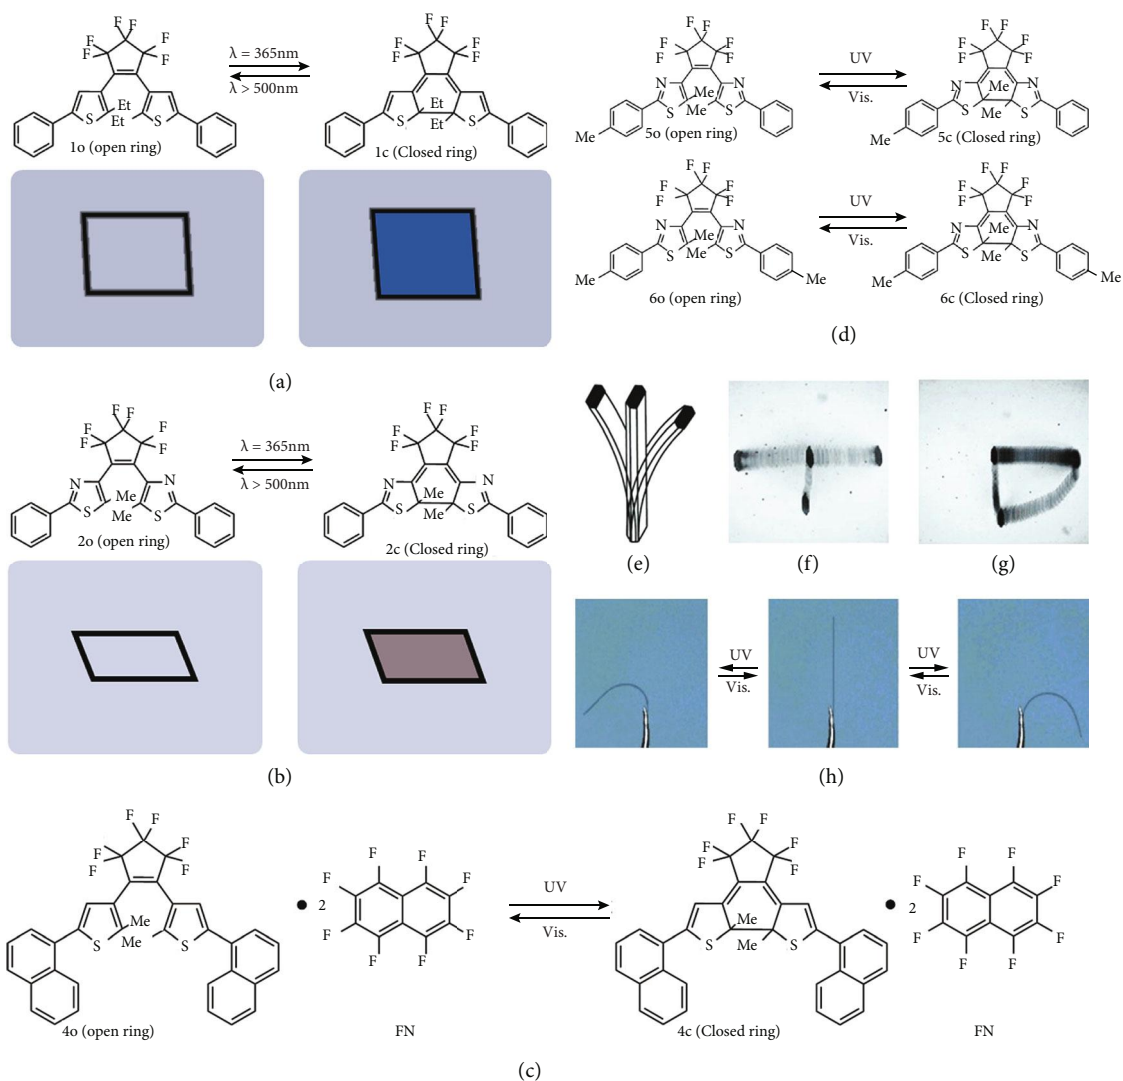 F F
F F
F F
S S
Et
Et
1o (open ring)
λ = 365nm
λ > 500nm
F F
F F
F F
Et
S S
Et
1c (Closed ring)
(a)
F F
F F
F F
N N
Me
S S
Me
2o (open ring)
λ = 365nm
λ > 500nm
F F
F F
F F
N N
Me
S S
Me
2c (Closed ring)
(b)
F F
F F
F F
N N
Me
S S
Me
Me
5o (open ring)
UV
Vis.
F F
F F
F F
N N
Me
S S
Me
Me
5c (Closed ring)
F F
F F
F F
N N
Me
S S
Me
Me Me
6o (open ring)
UV
Vis.
F F
F F
F F
N N
Me
S S
Me
Me Me
6c (Closed ring)
(d)
(e)
(f)
(g)
UV
Vis.
UV
Vis.
(h)
F F
F F
F F
Me
S Me S
4o (open ring)
• 2
F F
F F
F F
F F
FN
UV
Vis.
F F
F F
F F
Me
S Me S
4c (Closed ring)
• 2
F F
F F
F F
F F
FN
(c)